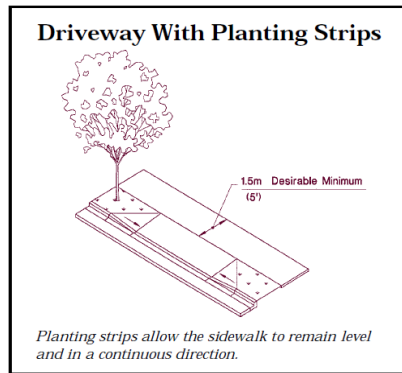 Driveway With Planting Strips
1.5m Desirable Minimum
(5')
Planting strips allow the sidewalk to remain level
and in a continuous direction.